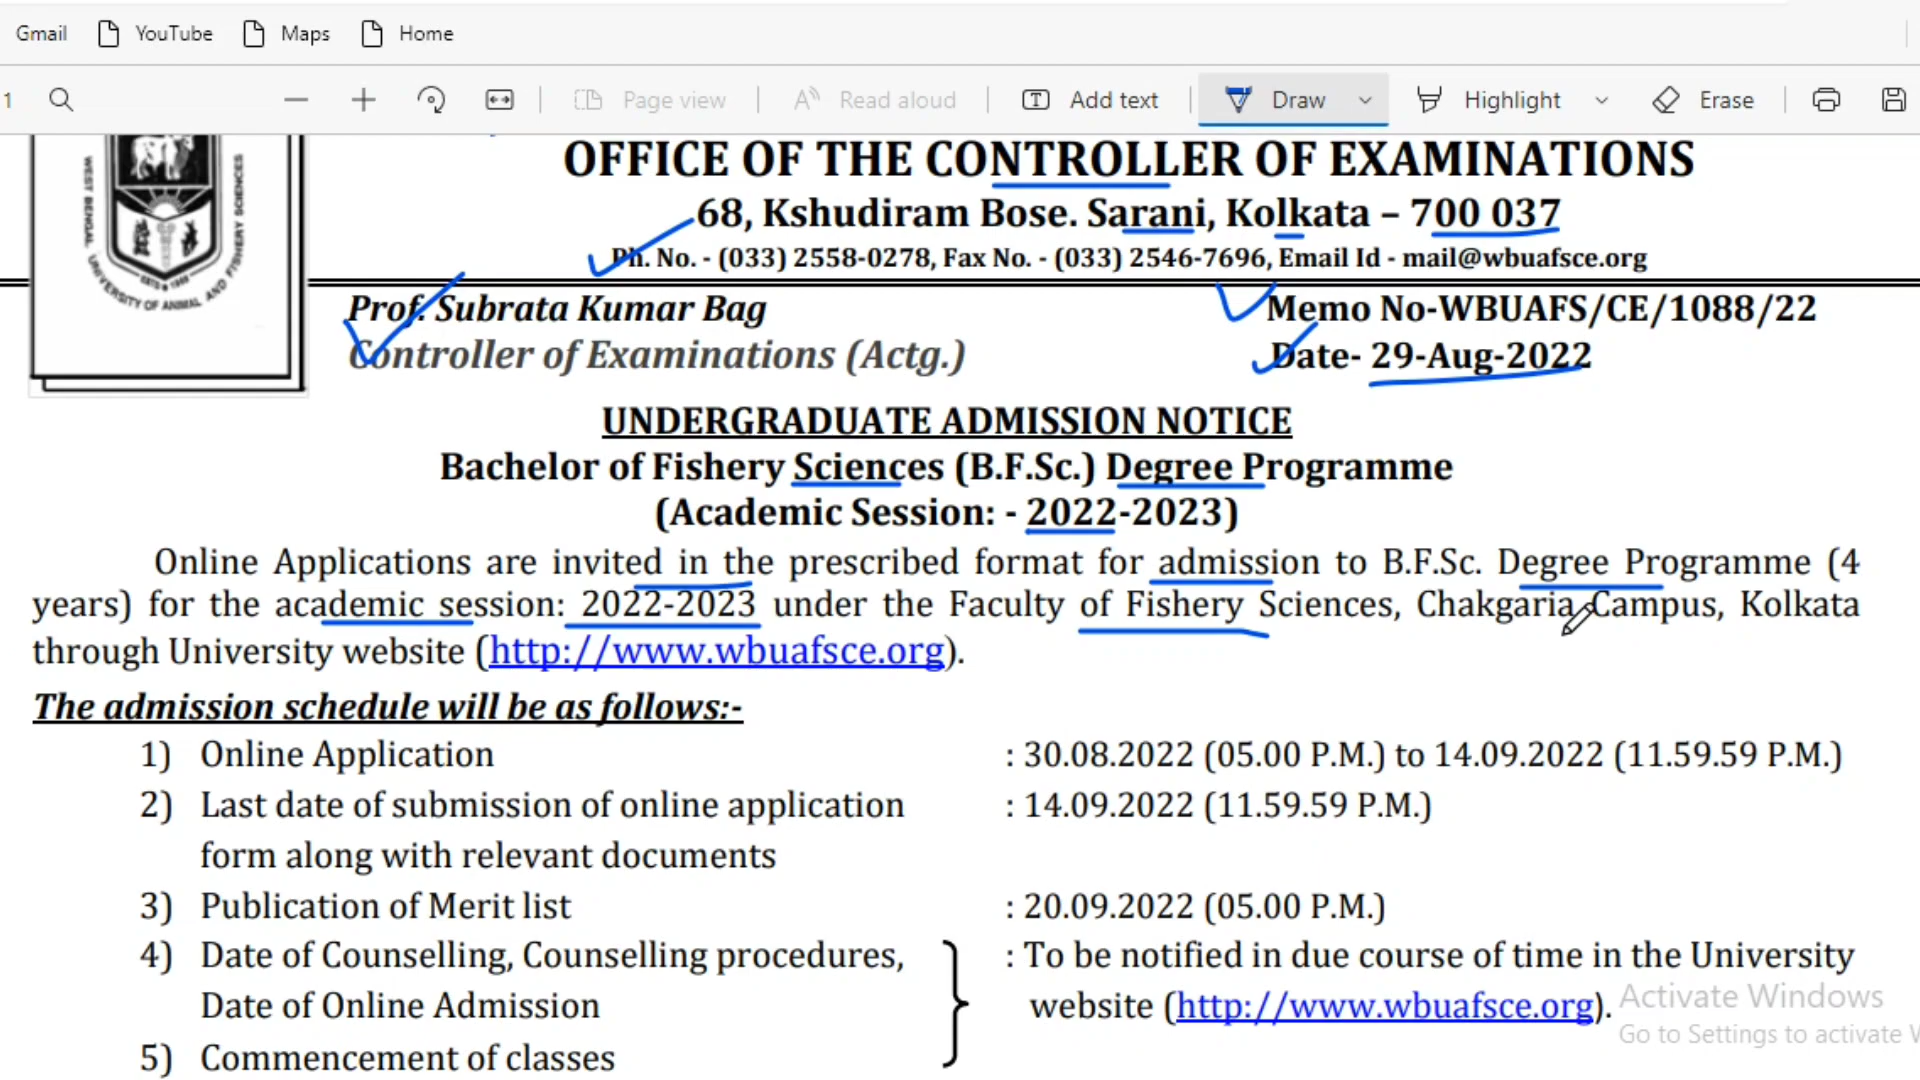 Gmail YouTube Maps Home
1 Page view Read aloud Add text Draw Highlight Erase
WEST BENGAL UNIVERSITY OF ANIMAL AND FISHERY SCIENCES
OFFICE OF THE CONTROLLER OF EXAMINATIONS
68, Kshudiram Bose. Sarani, Kolkata – 700 037
Ph. No. - (033) 2558-0278, Fax No. - (033) 2546-7696, Email Id - mail@wbuafsce.org
Prof. Subrata Kumar Bag Memo No-WBUAFS/CE/1088/22
Controller of Examinations (Actg.) Date- 29-Aug-2022
UNDERGRADUATE ADMISSION NOTICE
Bachelor of Fishery Sciences (B.F.Sc.) Degree Programme
(Academic Session: - 2022-2023)
Online Applications are invited in the prescribed format for admission to B.F.Sc. Degree Programme (4
years) for the academic session: 2022-2023 under the Faculty of Fishery Sciences, Chakgaria Campus, Kolkata
through University website (http://www.wbuafsce.org).
The admission schedule will be as follows:-
1) Online Application : 30.08.2022 (05.00 P.M.) to 14.09.2022 (11.59.59 P.M.)
2) Last date of submission of online application : 14.09.2022 (11.59.59 P.M.)
form along with relevant documents
3) Publication of Merit list : 20.09.2022 (05.00 P.M.)
4) Date of Counselling, Counselling procedures, : To be notified in due course of time in the University
Date of Online Admission website (http://www.wbuafsce.org).
5) Commencement of classes
Activate Windows
Go to Settings to activate W